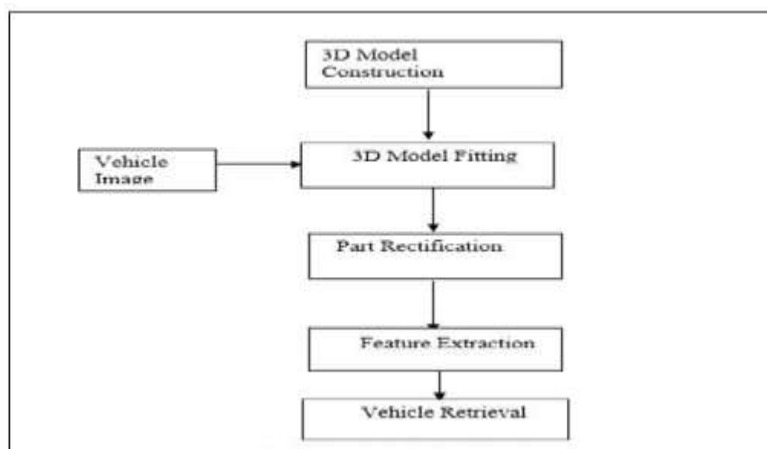 3D Model
Construction
3D Model Fitting
Vehicle
Image
Part Rectification
Feature Extraction
Vehicle Retrieval